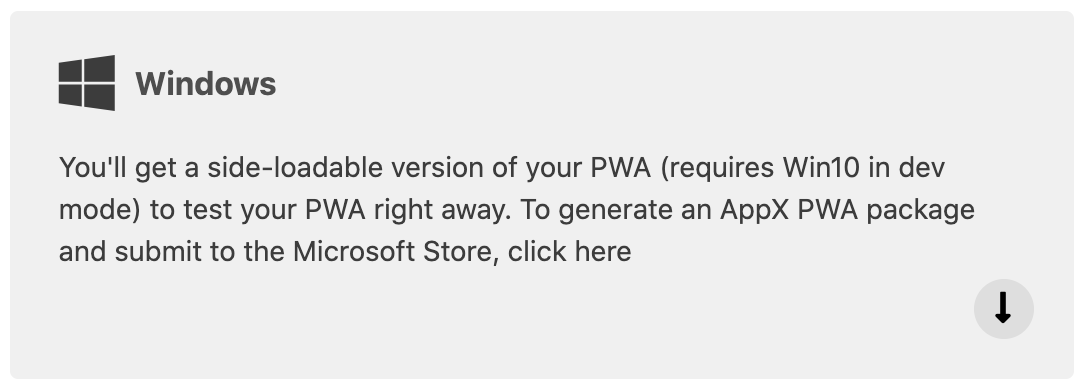 Windows
You'll get a side-loadable version of your PWA (requires Win10 in dev
mode) to test your PWA right away. To generate an AppX PWA package
and submit to the Microsoft Store, click here